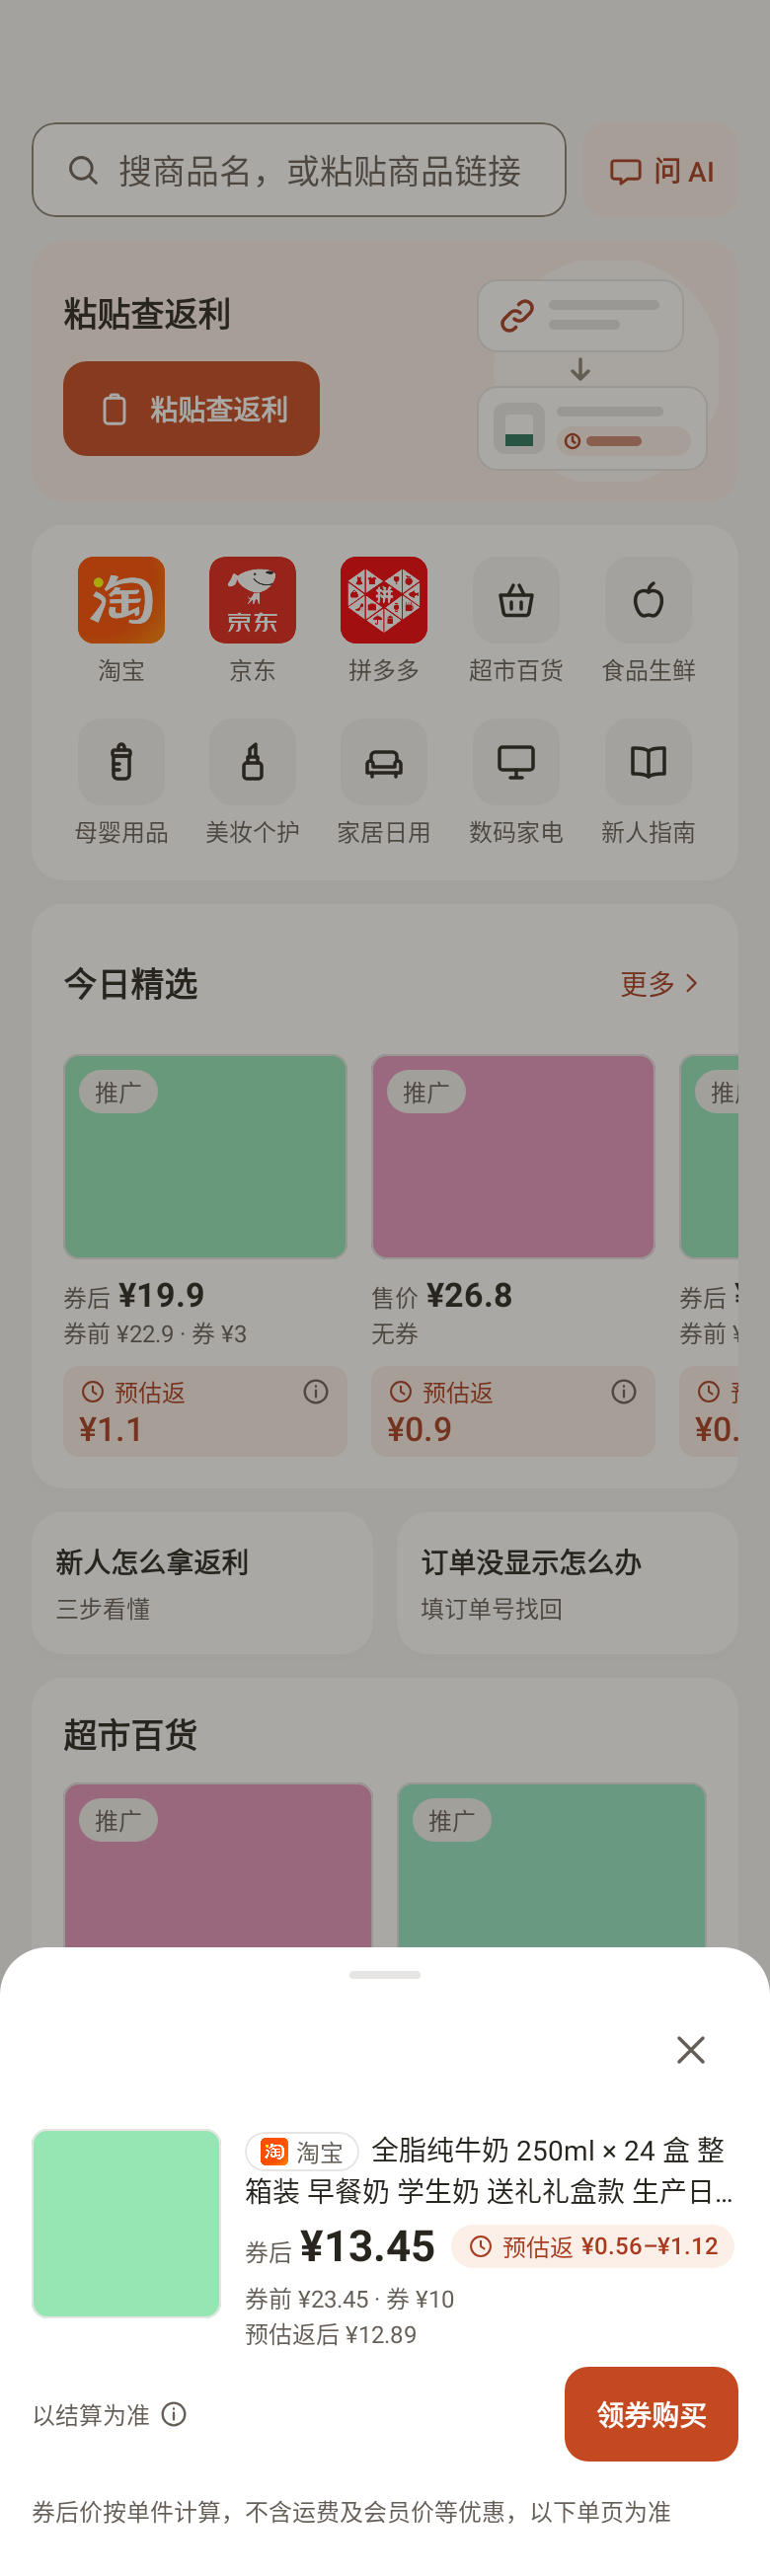 搜商品名，或粘贴商品链接
问 AI
粘贴查返利
粘贴查返利
淘
京东
拼
淘宝
京东
拼多多
超市百货
食品生鲜
母婴用品
美妆个护
家居日用
数码家电
新人指南
今日精选
更多
推广
推广
推广
券后 ¥19.9
售价 ¥26.8
券后 ¥
券前 ¥22.9 · 券 ¥3
无券
券前 ¥
预估返
预估返
¥1.1
¥0.9
¥0.
新人怎么拿返利
订单没显示怎么办
三步看懂
填订单号找回
超市百货
推广
推广
淘 淘宝 全脂纯牛奶 250ml × 24 盒 整
箱装 早餐奶 学生奶 送礼礼盒款 生产日…
券后 ¥13.45 预估返 ¥0.56–¥1.12
券前 ¥23.45 · 券 ¥10
预估返后 ¥12.89
以结算为准
领券购买
券后价按单件计算，不含运费及会员价等优惠，以下单页为准